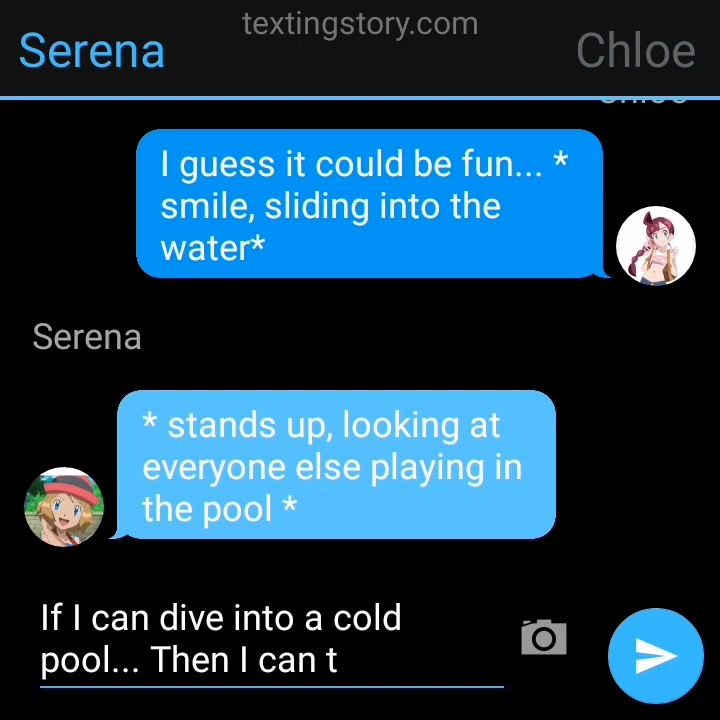 textingstory.com
Serena
Chloe
I guess it could be fun... *
smile, sliding into the
water*
Serena
* stands up, looking at
everyone else playing in
the pool *
If I can dive into a cold
pool... Then I can t